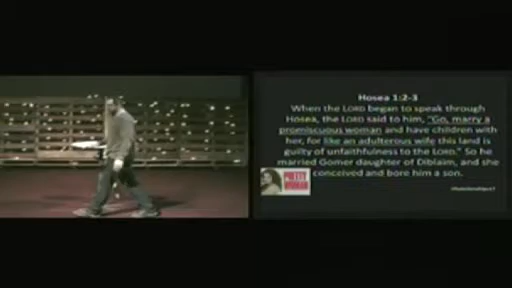 Hosea 1:2-3
When the LORD began to speak through
Hosea, the LORD said to him, "Go, marry a
promiscuous woman and have children with
her, for like an adulterous wife this land is
guilty of unfaithfulness to the LORD." So he
married Gomer daughter of Diblaim, and she
conceived and bore him a son.
PRETTY
WOMAN